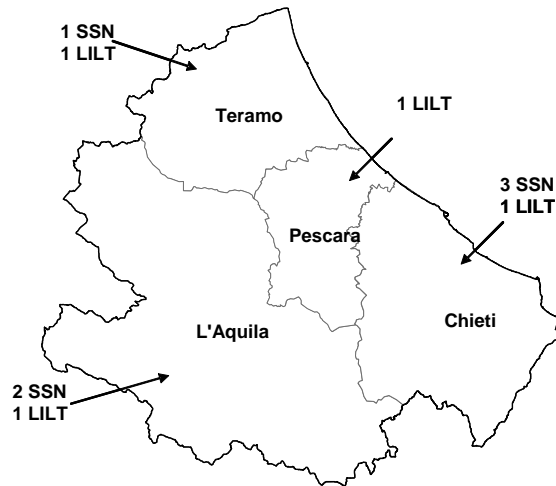 1 SSN
1 LILT
Teramo
1 LILT
3 SSN
1 LILT
Pescara
Chieti
L'Aquila
2 SSN
1 LILT